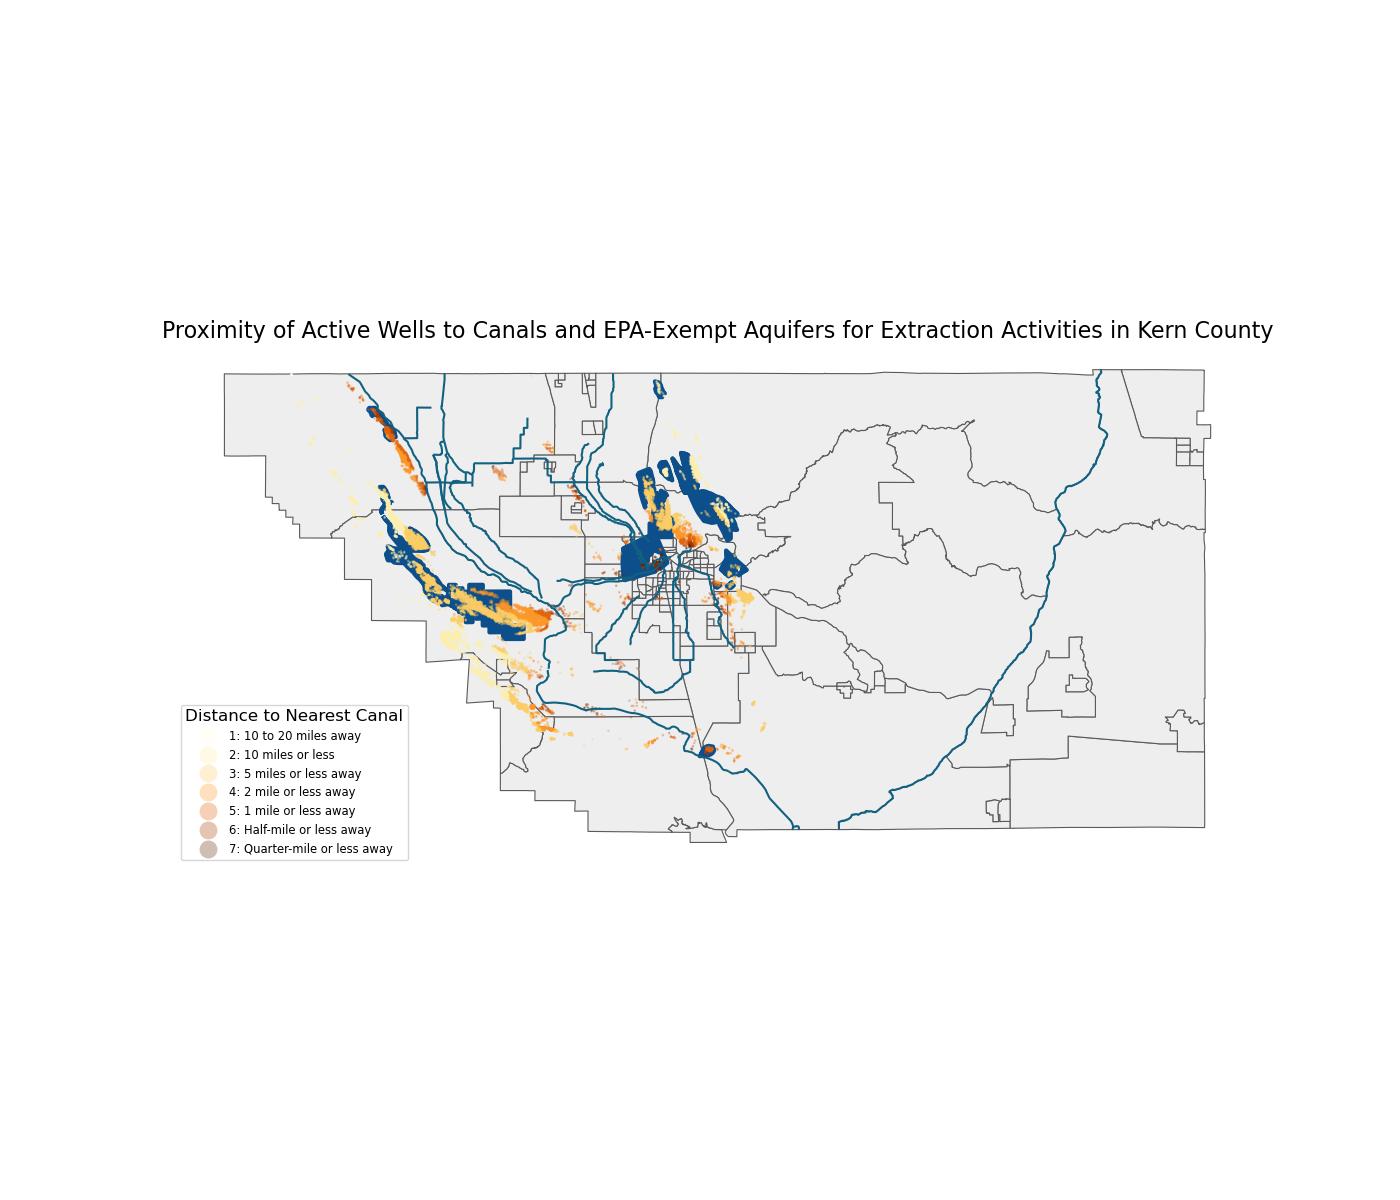 Proximity of Active Wells to Canals and EPA-Exempt Aquifers for Extraction Activities in Kern County
Distance to Nearest Canal
1: 10 to 20 miles away
2: 10 miles or less
3: 5 miles or less away
4: 2 mile or less away
5: 1 mile or less away
6: Half-mile or less away
7: Quarter-mile or less away